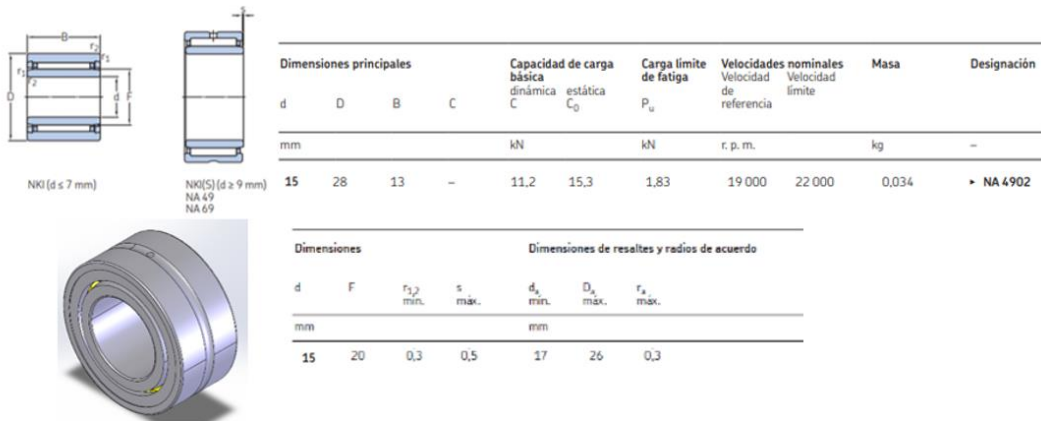 B
r₂
r₁
r₁
r₂
D
d
F
NKI (d ≤ 7 mm)
s
NKI(S) (d ≥ 9 mm)
NA 49
NA 69
Dimensiones principales Capacidad de carga básica Carga límite de fatiga Velocidades nominales Masa Designación
dinámica estática Velocidad de referencia Velocidad límite
d D B C C C₀ Pᵤ
mm kN kN r. p. m. kg –
15 28 13 – 11,2 15,3 1,83 19 000 22 000 0,034 ▸ NA 4902
Dimensiones Dimensiones de resaltes y radios de acuerdo
d F r₁,₂ mín. s máx. dₐ mín. Dₐ máx. rₐ máx.
mm mm
15 20 0,3 0,5 17 26 0,3